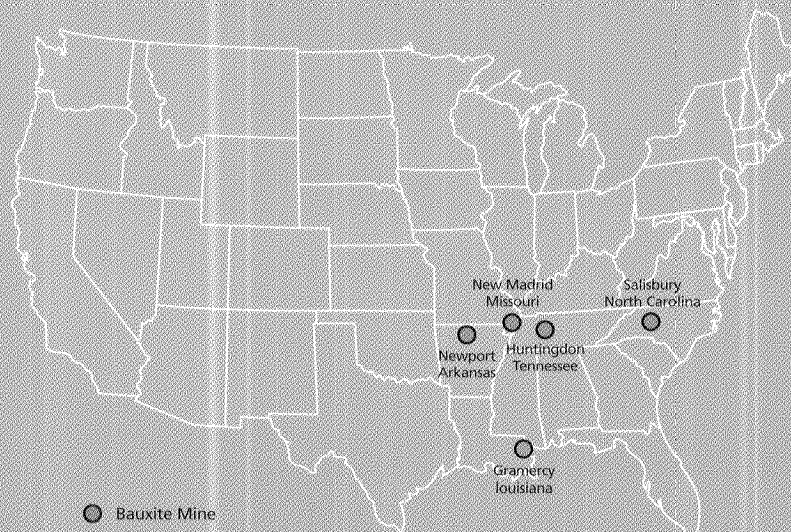 New Madrid
Missouri
Salisbury
North Carolina
Newport
Arkansas
Huntingdon
Tennessee
Gramercy
louisiana
Bauxite Mine